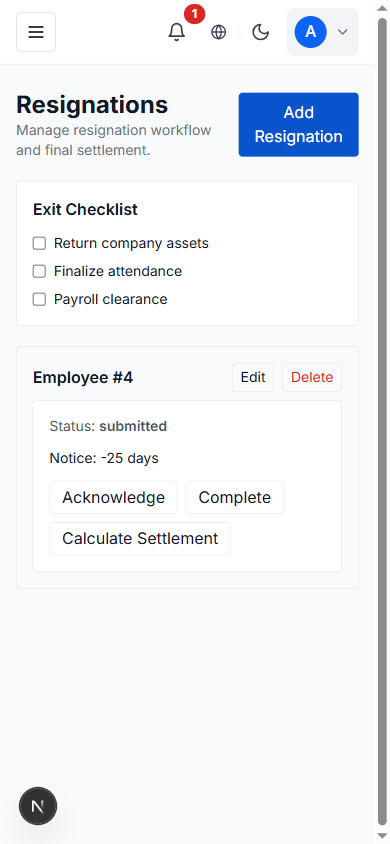 1
A
Resignations
Manage resignation workflow
and final settlement.
Add
Resignation
Exit Checklist
Return company assets
Finalize attendance
Payroll clearance
Employee #4
Edit
Delete
Status: submitted
Notice: -25 days
Acknowledge
Complete
Calculate Settlement
N